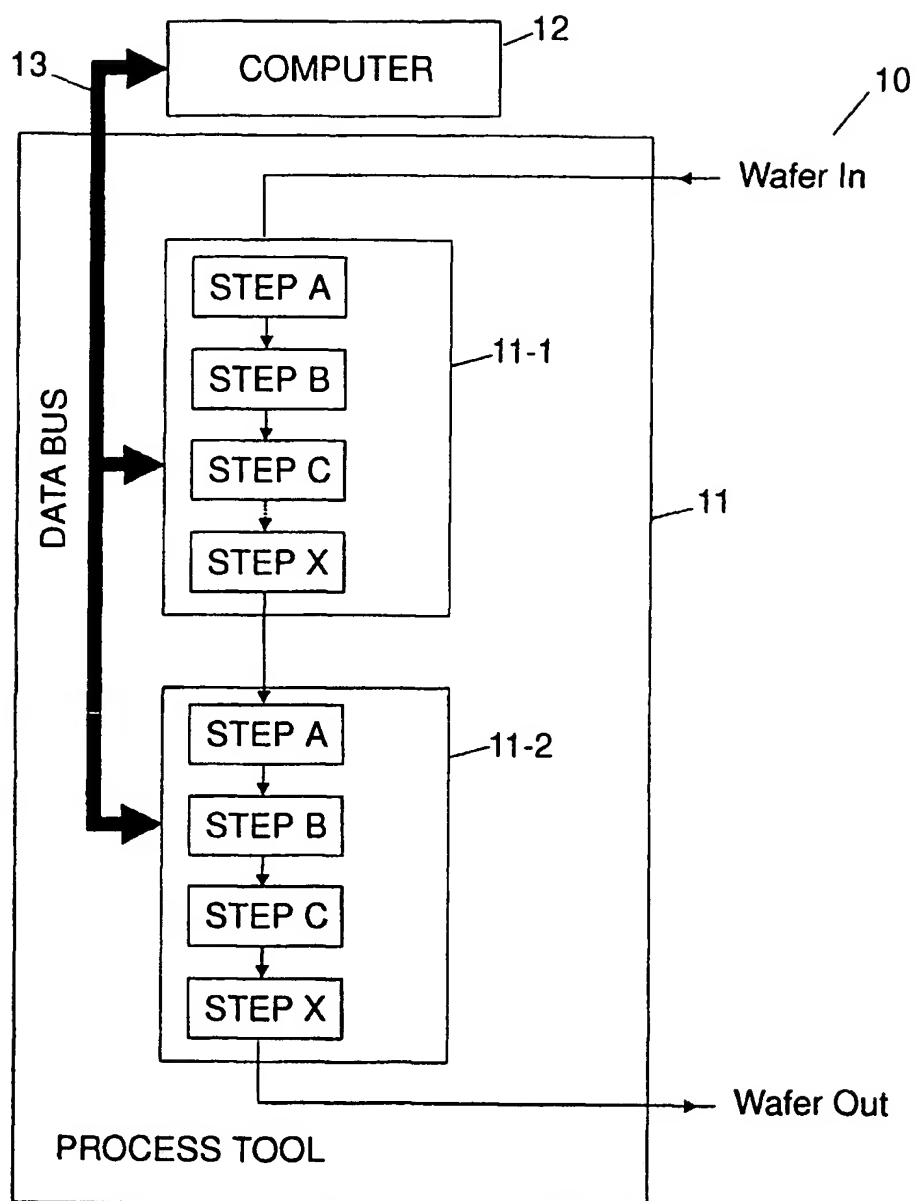 12
13
COMPUTER
10
Wafer In
STEP A
11-1
STEP B
DATA BUS
STEP C
11
STEP X
STEP A
11-2
STEP B
STEP C
STEP X
Wafer Out
PROCESS TOOL